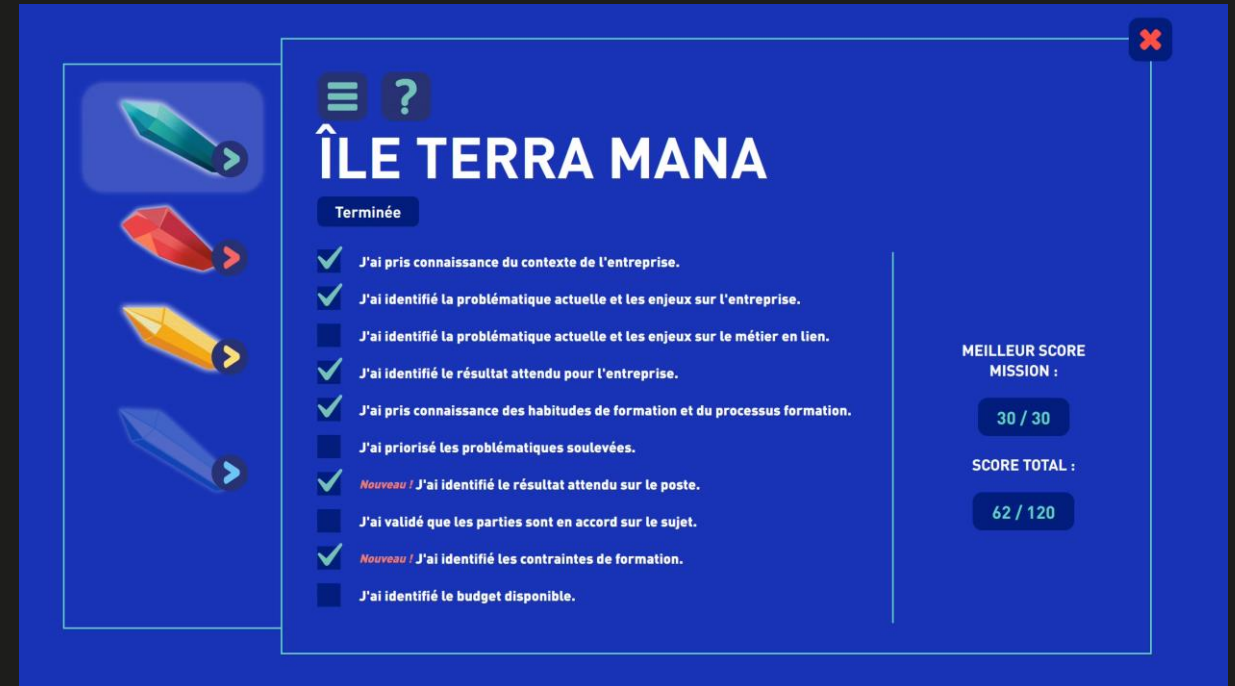 ?
ÎLE TERRA MANA
Terminée
J'ai pris connaissance du contexte de l'entreprise.
J'ai identifié la problématique actuelle et les enjeux sur l'entreprise.
J'ai identifié la problématique actuelle et les enjeux sur le métier en lien.
J'ai identifié le résultat attendu pour l'entreprise.
J'ai pris connaissance des habitudes de formation et du processus formation.
J'ai priorisé les problématiques soulevées.
Nouveau ! J'ai identifié le résultat attendu sur le poste.
J'ai validé que les parties sont en accord sur le sujet.
Nouveau ! J'ai identifié les contraintes de formation.
J'ai identifié le budget disponible.
MEILLEUR SCORE
MISSION :
30 / 30
SCORE TOTAL :
62 / 120